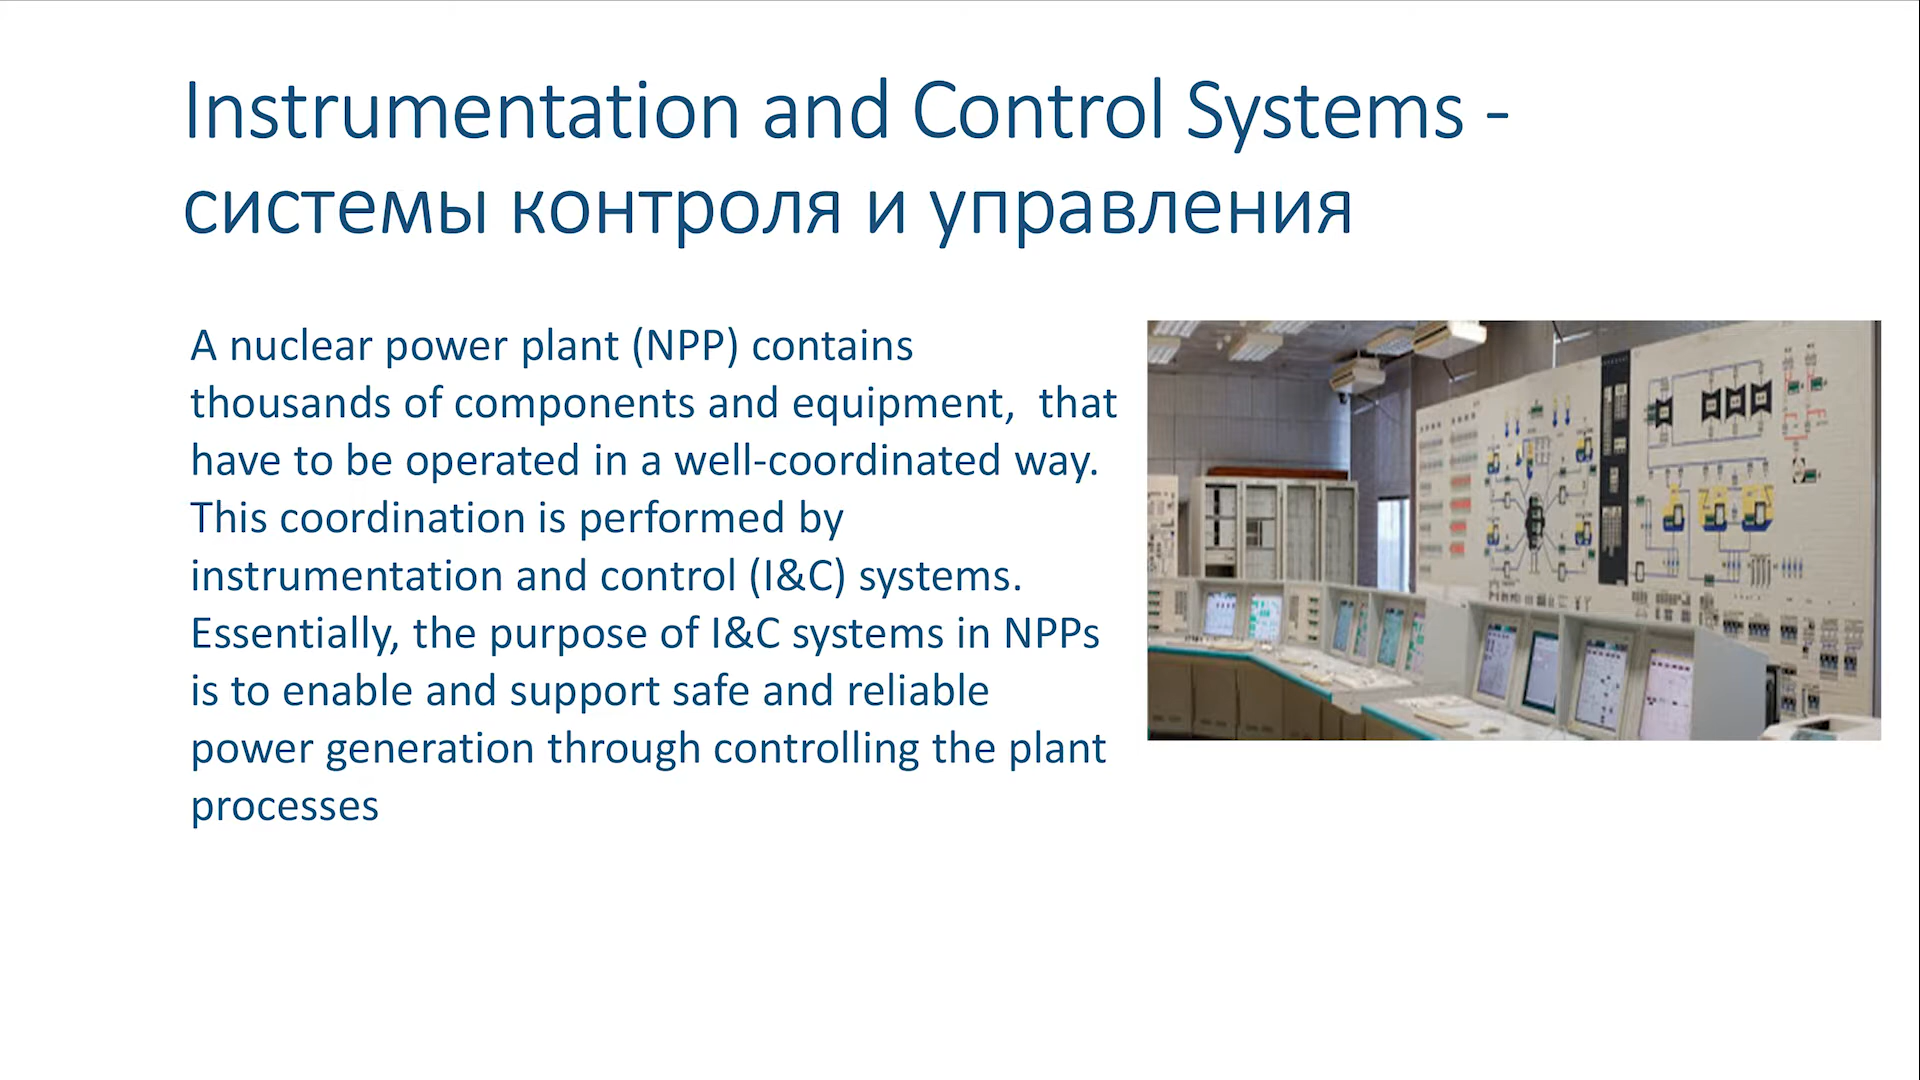 Instrumentation and Control Systems -
системы контроля и управления
A nuclear power plant (NPP) contains
thousands of components and equipment,  that
have to be operated in a well-coordinated way.
This coordination is performed by
instrumentation and control (I&C) systems.
Essentially, the purpose of I&C systems in NPPs
is to enable and support safe and reliable
power generation through controlling the plant
processes